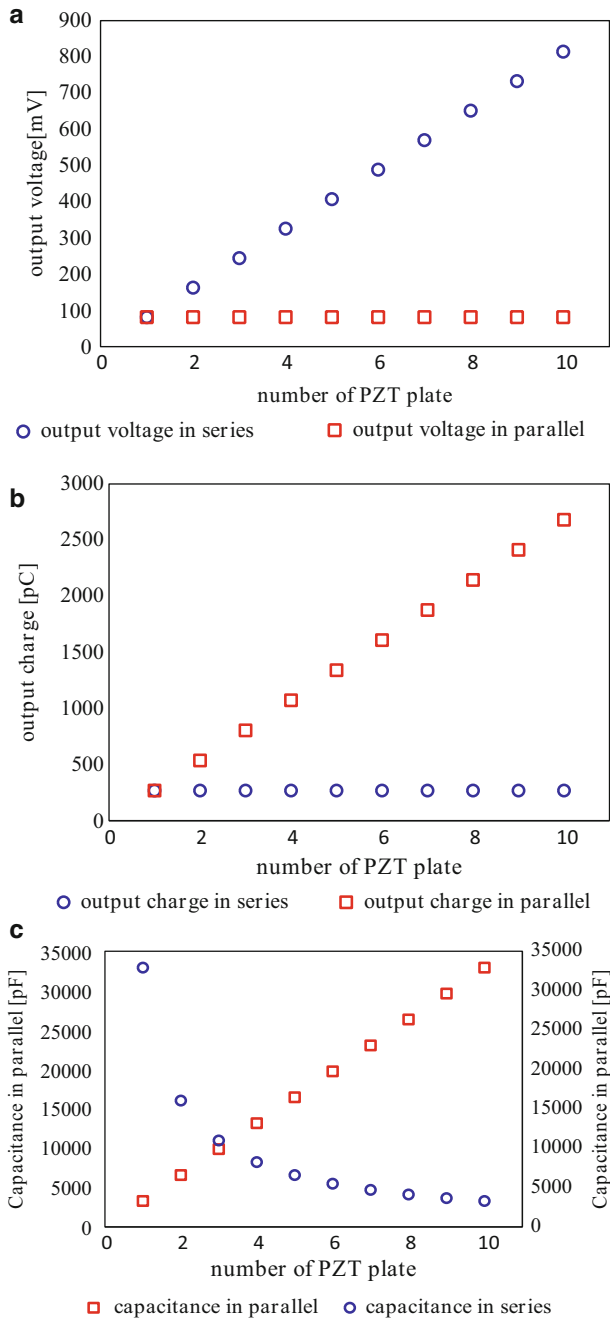 a
900
800
700
600
500
400
300
200
100
0
output voltage[mV]
0 2 4 6 8 10
number of PZT plate
output voltage in series output voltage in parallel
b
3000
2500
2000
1500
1000
500
0
output charge [pC]
0 2 4 6 8 10
number of PZT plate
output charge in series output charge in parallel
c
35000
30000
25000
20000
15000
10000
5000
0
Capacitance in parallel [pF]
35000
30000
25000
20000
15000
10000
5000
0
Capacitance in parallel [pF]
0 2 4 6 8 10
number of PZT plate
capacitance in parallel capacitance in series